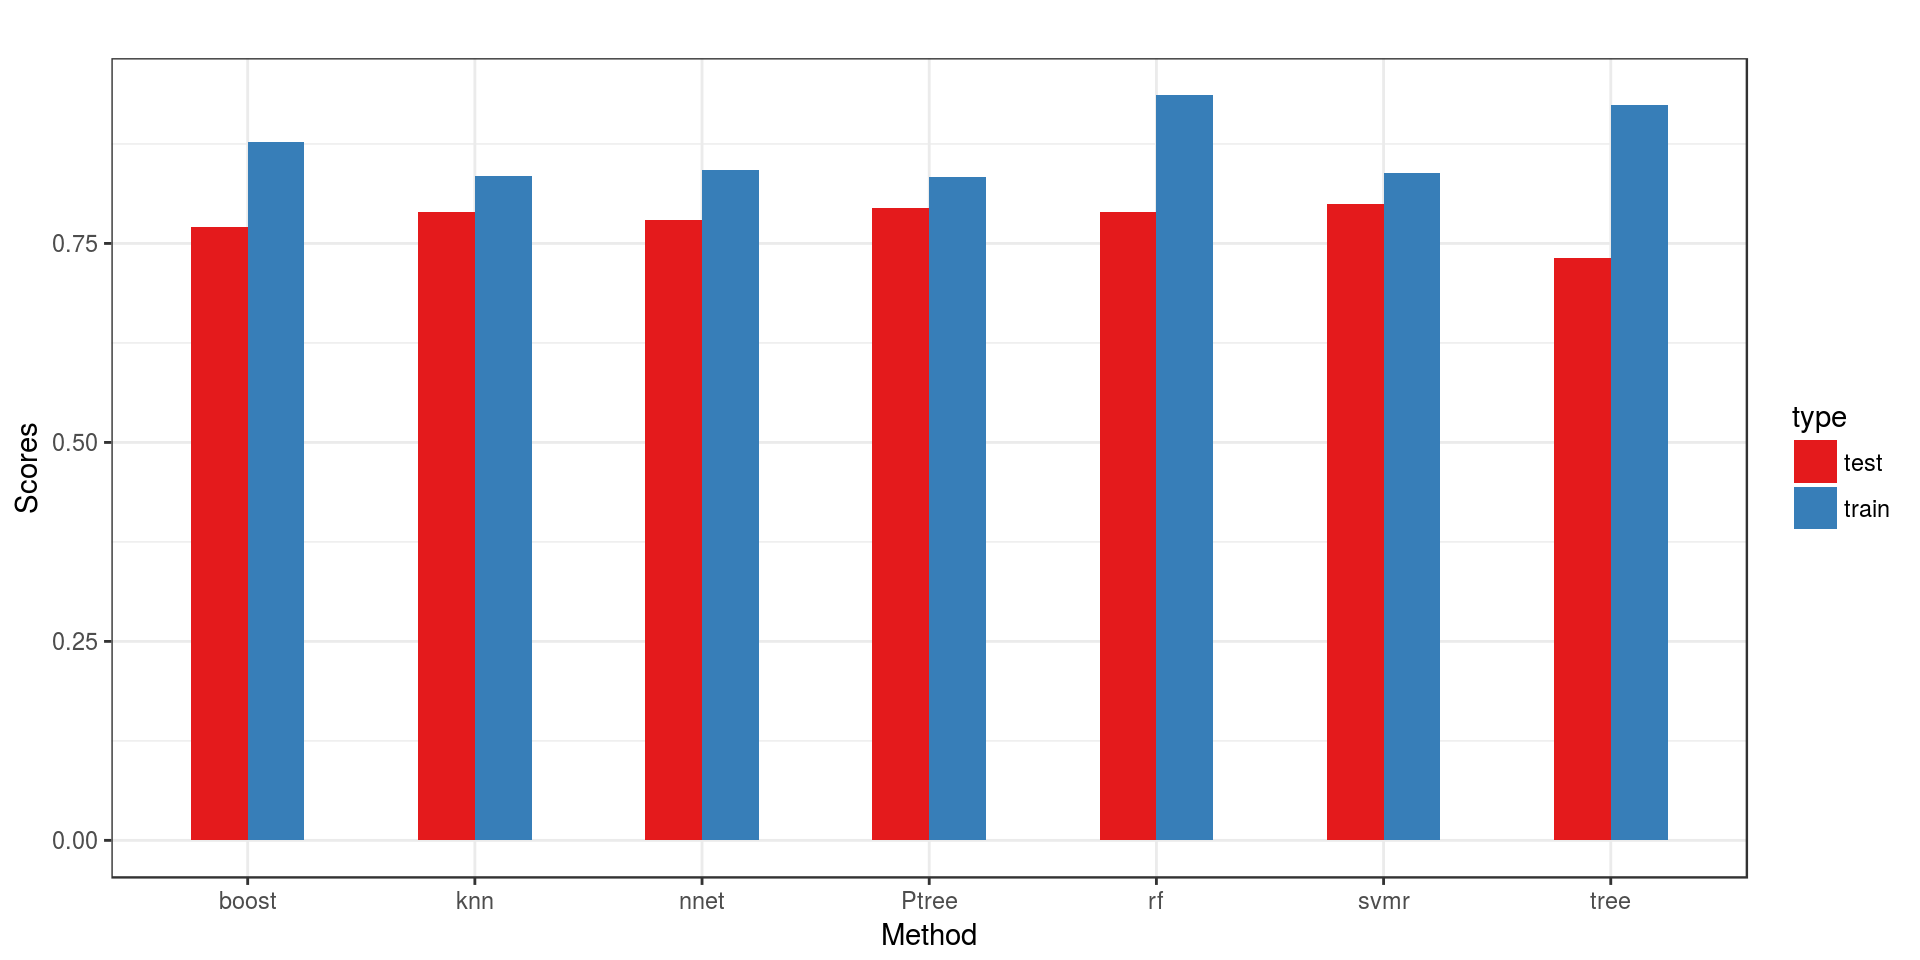 Scores
0.75
0.50
0.25
0.00
boost knn nnet Ptree rf svmr tree
Method
type
test
train